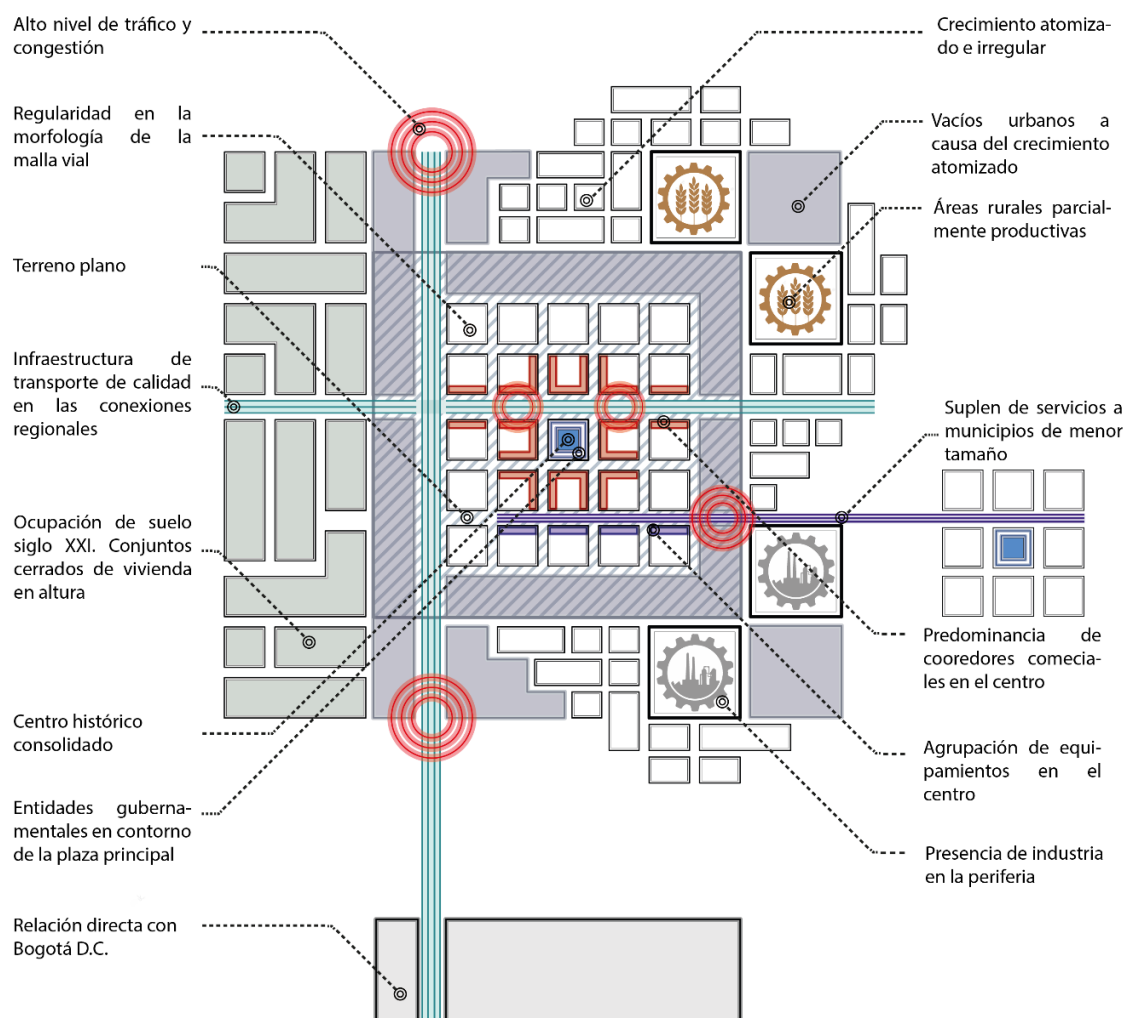 Alto nivel de tráfico y
congestión
Regularidad en la
morfología de la
malla vial
Terreno plano
Infraestructura de
transporte de calidad
en las conexiones
regionales
Ocupación de suelo
siglo XXI. Conjuntos
cerrados de vivienda
en altura
Centro histórico
consolidado
Entidades guberna-
mentales en contorno
de la plaza principal
Relación directa con
Bogotá D.C.
Crecimiento atomiza-
do e irregular
Vacíos urbanos a
causa del crecimiento
atomizado
Áreas rurales parcial-
mente productivas
Suplen de servicios a
municipios de menor
tamaño
Predominancia de
cooredores comecia-
les en el centro
Agrupación de equi-
pamientos en el
centro
Presencia de industria
en la periferia